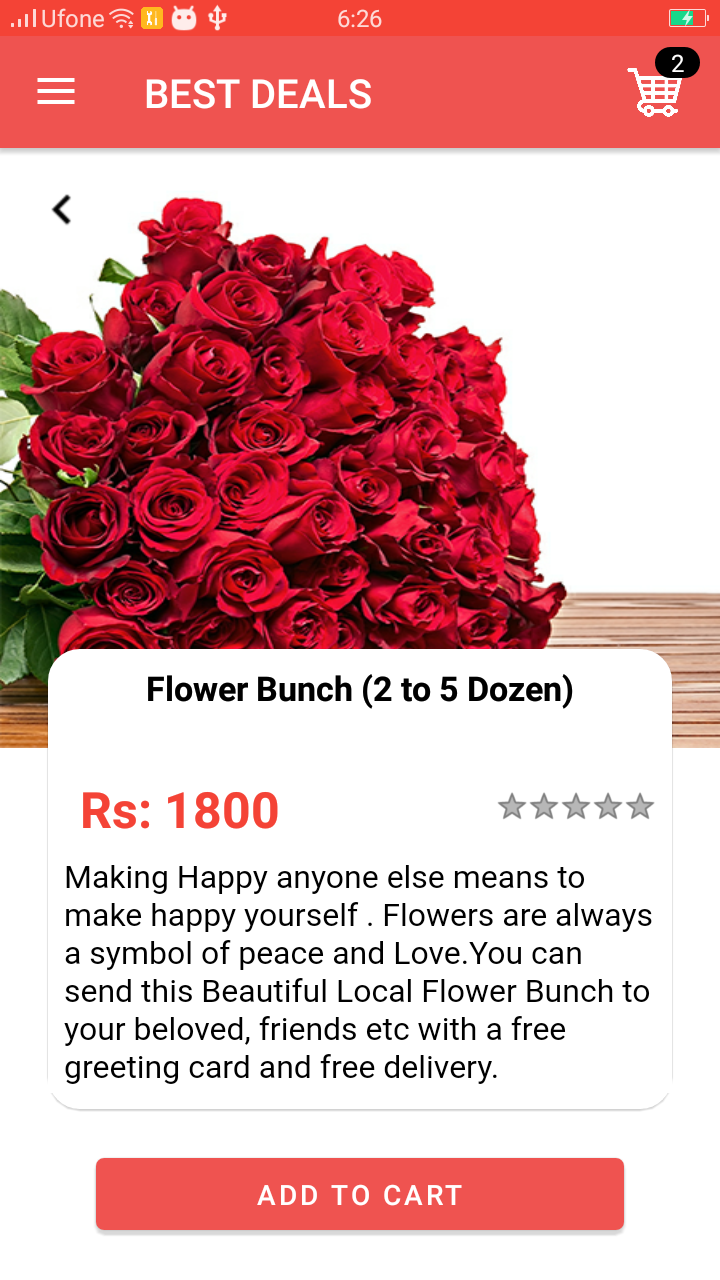 Ufone 6:26
BEST DEALS
2
Flower Bunch (2 to 5 Dozen)
Rs: 1800
Making Happy anyone else means to
make happy yourself . Flowers are always
a symbol of peace and Love.You can
send this Beautiful Local Flower Bunch to
your beloved, friends etc with a free
greeting card and free delivery.
ADD TO CART